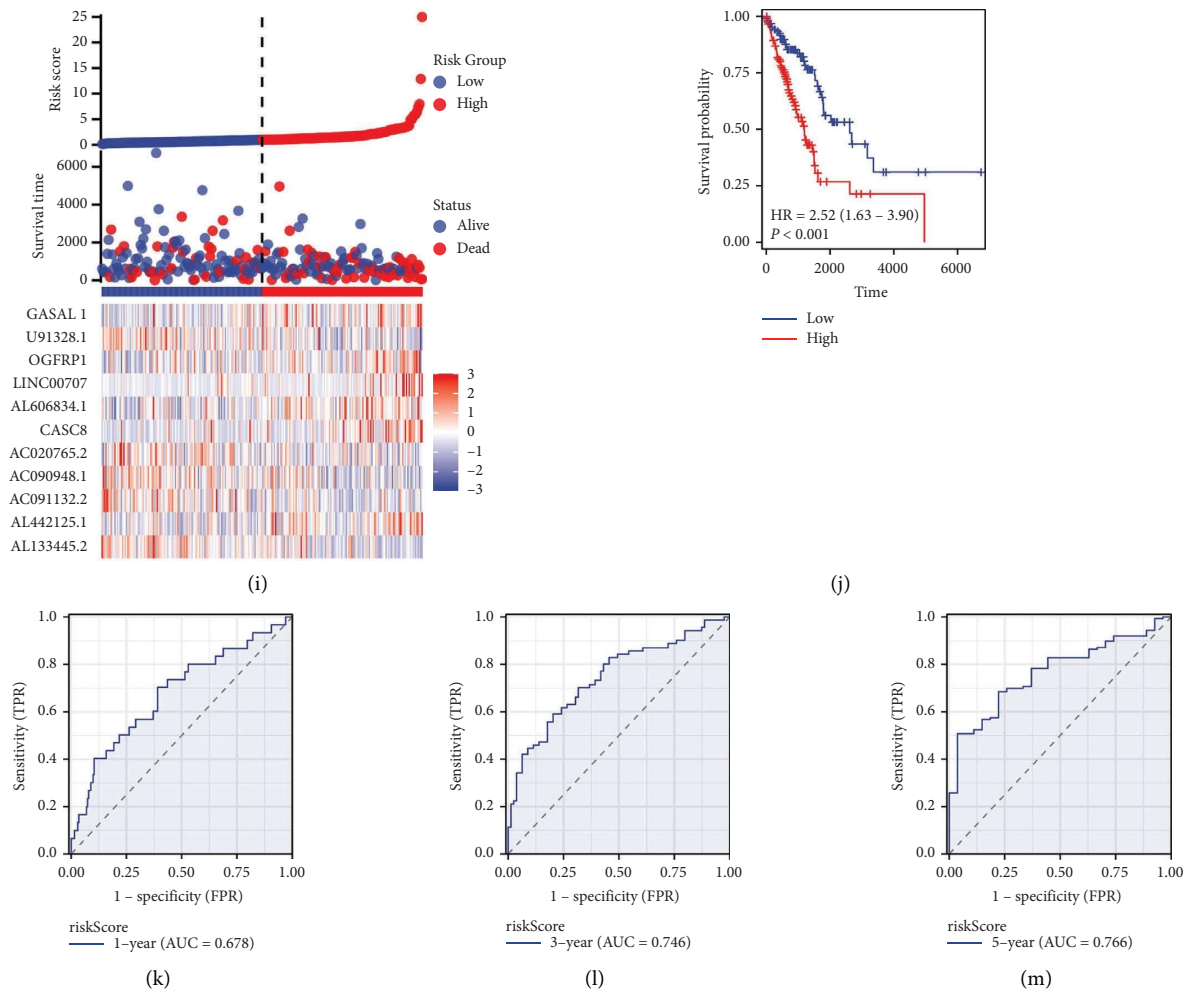 25
20
15
10
5
0
Risk score
Risk Group
Low
High
6000
4000
2000
0
Survival time
Status
Alive
Dead
GASAL 1
U91328.1
OGFRP1
LINC00707
AL606834.1
CASC8
AC020765.2
AC090948.1
AC091132.2
AL442125.1
AL133445.2
3
2
1
0
−1
−2
−3
(i)
1.00
0.75
0.50
0.25
0.00
Survival probability
HR = 2.52 (1.63 – 3.90)
P < 0.001
0 2000 4000 6000
Time
Low
High
(j)
1.0
0.8
0.6
0.4
0.2
0.0
Sensitivity (TPR)
0.00 0.25 0.50 0.75 1.00
1 – specificity (FPR)
riskScore
1–year (AUC = 0.678)
(k)
1.0
0.8
0.6
0.4
0.2
0.0
Sensitivity (TPR)
0.00 0.25 0.50 0.75 1.00
1 – specificity (FPR)
riskScore
3–year (AUC = 0.746)
(l)
1.0
0.8
0.6
0.4
0.2
0.0
Sensitivity (TPR)
0.00 0.25 0.50 0.75 1.00
1 – specificity (FPR)
riskScore
5–year (AUC = 0.766)
(m)